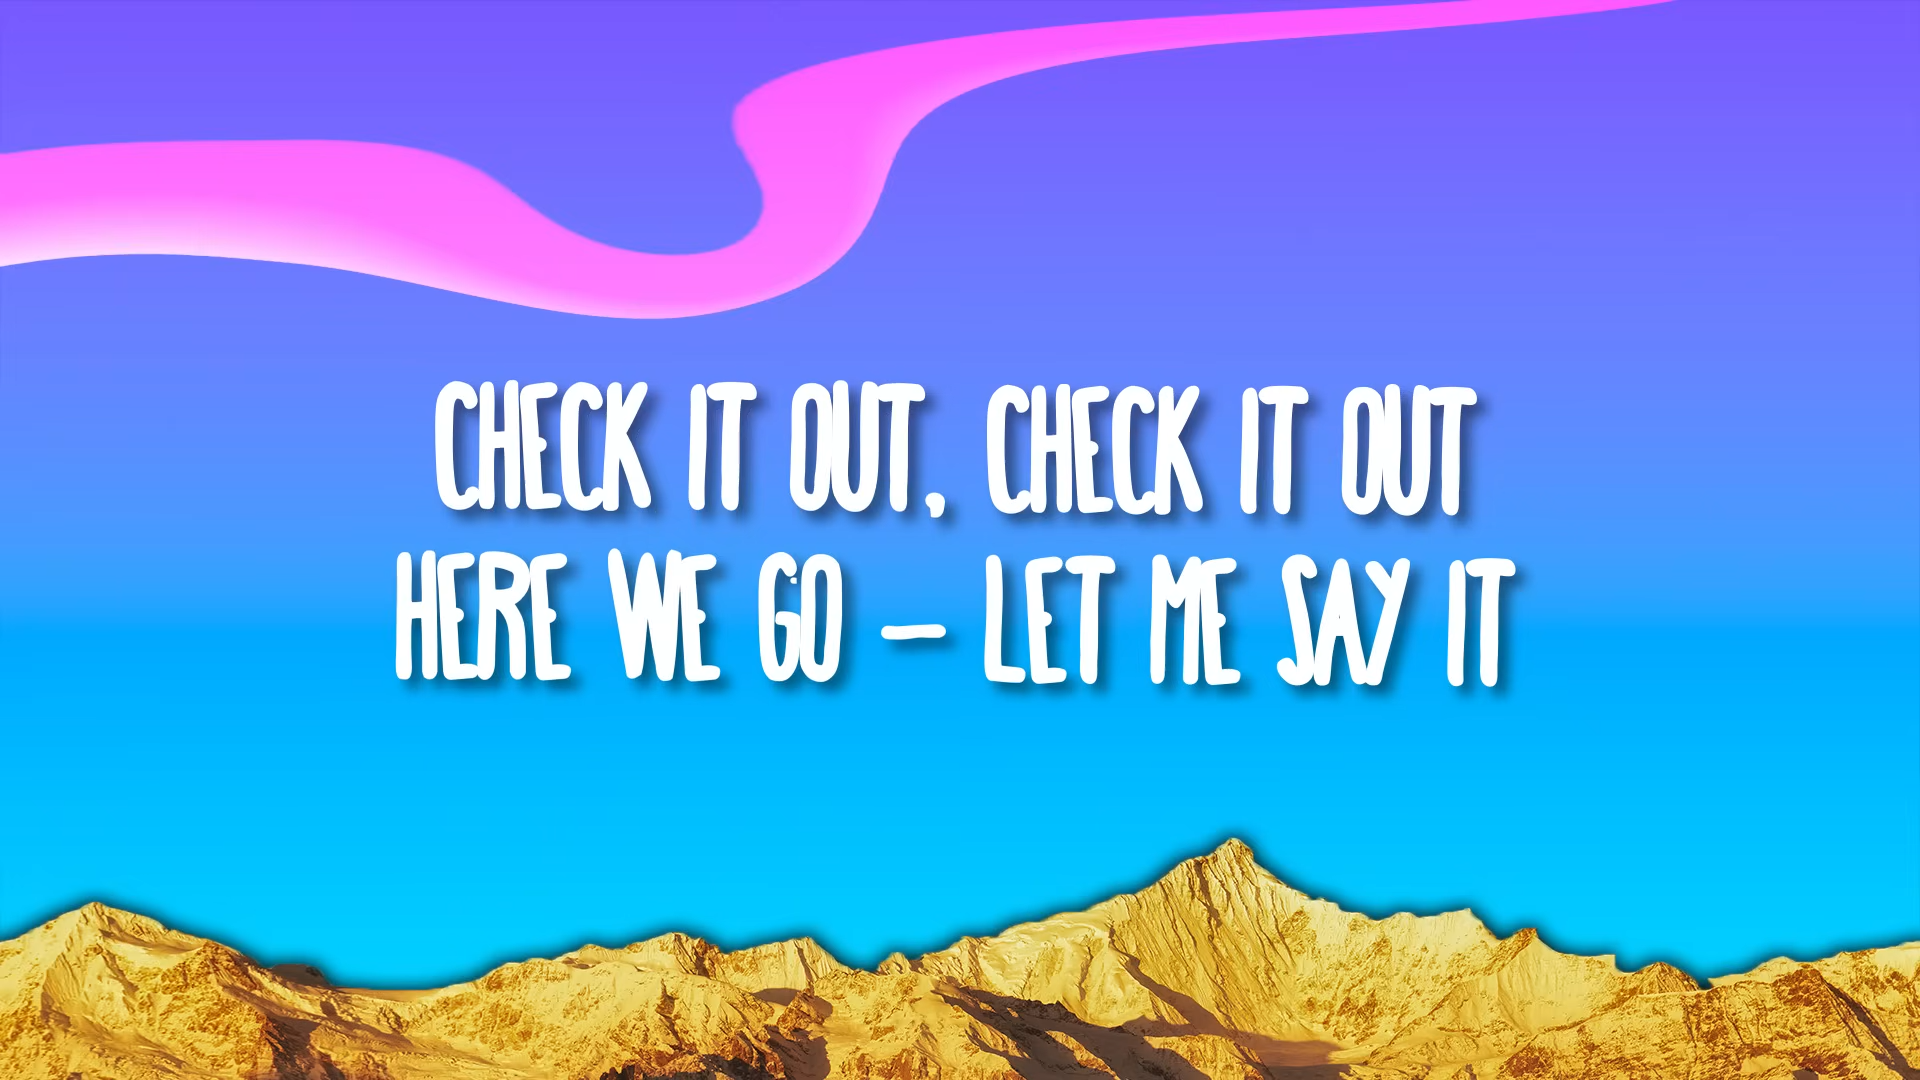 CHECK IT OUT, CHECK IT OUT
HERE WE GO – LET ME SAY IT